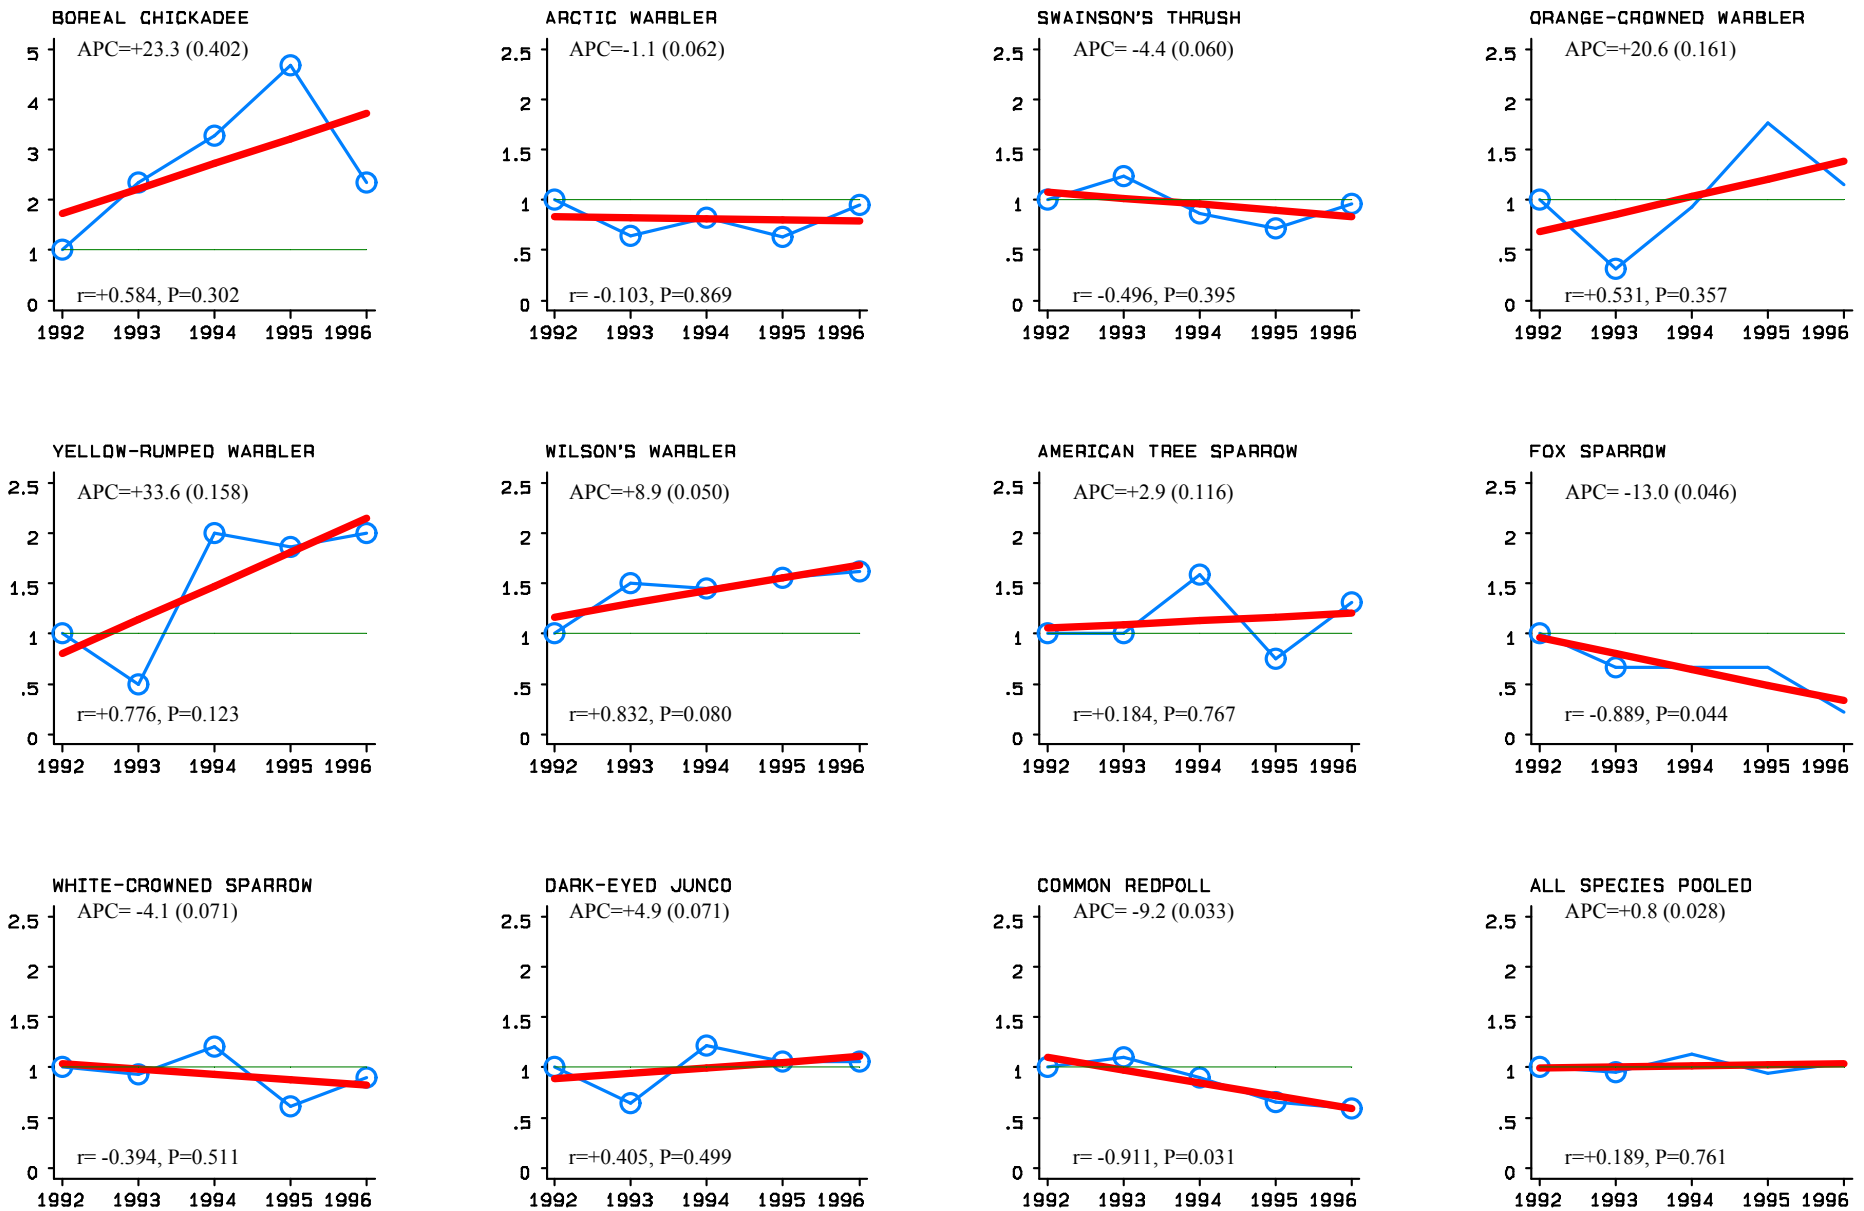 BOREAL CHICKADEE
APC=+23.3 (0.402)
5
4
3
2
1
0
r=+0.584, P=0.302
1992 1993 1994 1995 1996
ARCTIC WARBLER
APC=-1.1 (0.062)
2.5
2
1.5
1
.5
0
r= -0.103, P=0.869
1992 1993 1994 1995 1996
SWAINSON'S THRUSH
APC= -4.4 (0.060)
2.5
2
1.5
1
.5
0
r= -0.496, P=0.395
1992 1993 1994 1995 1996
ORANGE-CROWNED WARBLER
APC=+20.6 (0.161)
2.5
2
1.5
1
.5
0
r=+0.531, P=0.357
1992 1993 1994 1995 1996
YELLOW-RUMPED WARBLER
APC=+33.6 (0.158)
2.5
2
1.5
1
.5
0
r=+0.776, P=0.123
1992 1993 1994 1995 1996
WILSON'S WARBLER
APC=+8.9 (0.050)
2.5
2
1.5
1
.5
0
r=+0.832, P=0.080
1992 1993 1994 1995 1996
AMERICAN TREE SPARROW
APC=+2.9 (0.116)
2.5
2
1.5
1
.5
0
r=+0.184, P=0.767
1992 1993 1994 1995 1996
FOX SPARROW
APC= -13.0 (0.046)
2.5
2
1.5
1
.5
0
r= -0.889, P=0.044
1992 1993 1994 1995 1996
WHITE-CROWNED SPARROW
APC= -4.1 (0.071)
2.5
2
1.5
1
.5
0
r= -0.394, P=0.511
1992 1993 1994 1995 1996
DARK-EYED JUNCO
APC=+4.9 (0.071)
2.5
2
1.5
1
.5
0
r=+0.405, P=0.499
1992 1993 1994 1995 1996
COMMON REDPOLL
APC= -9.2 (0.033)
2.5
2
1.5
1
.5
0
r= -0.911, P=0.031
1992 1993 1994 1995 1996
ALL SPECIES POOLED
APC=+0.8 (0.028)
2.5
2
1.5
1
.5
0
r=+0.189, P=0.761
1992 1993 1994 1995 1996